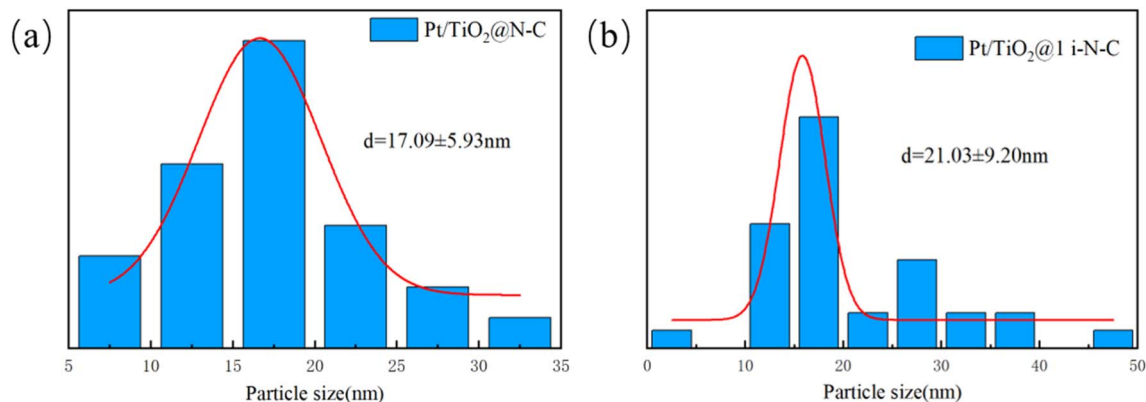 (a)
Pt/TiO₂@N-C
d=17.09±5.93nm
5 10 15 20 25 30 35
Particle size(nm)
(b)
Pt/TiO₂@1 i-N-C
d=21.03±9.20nm
0 10 20 30 40 50
Particle size(nm)